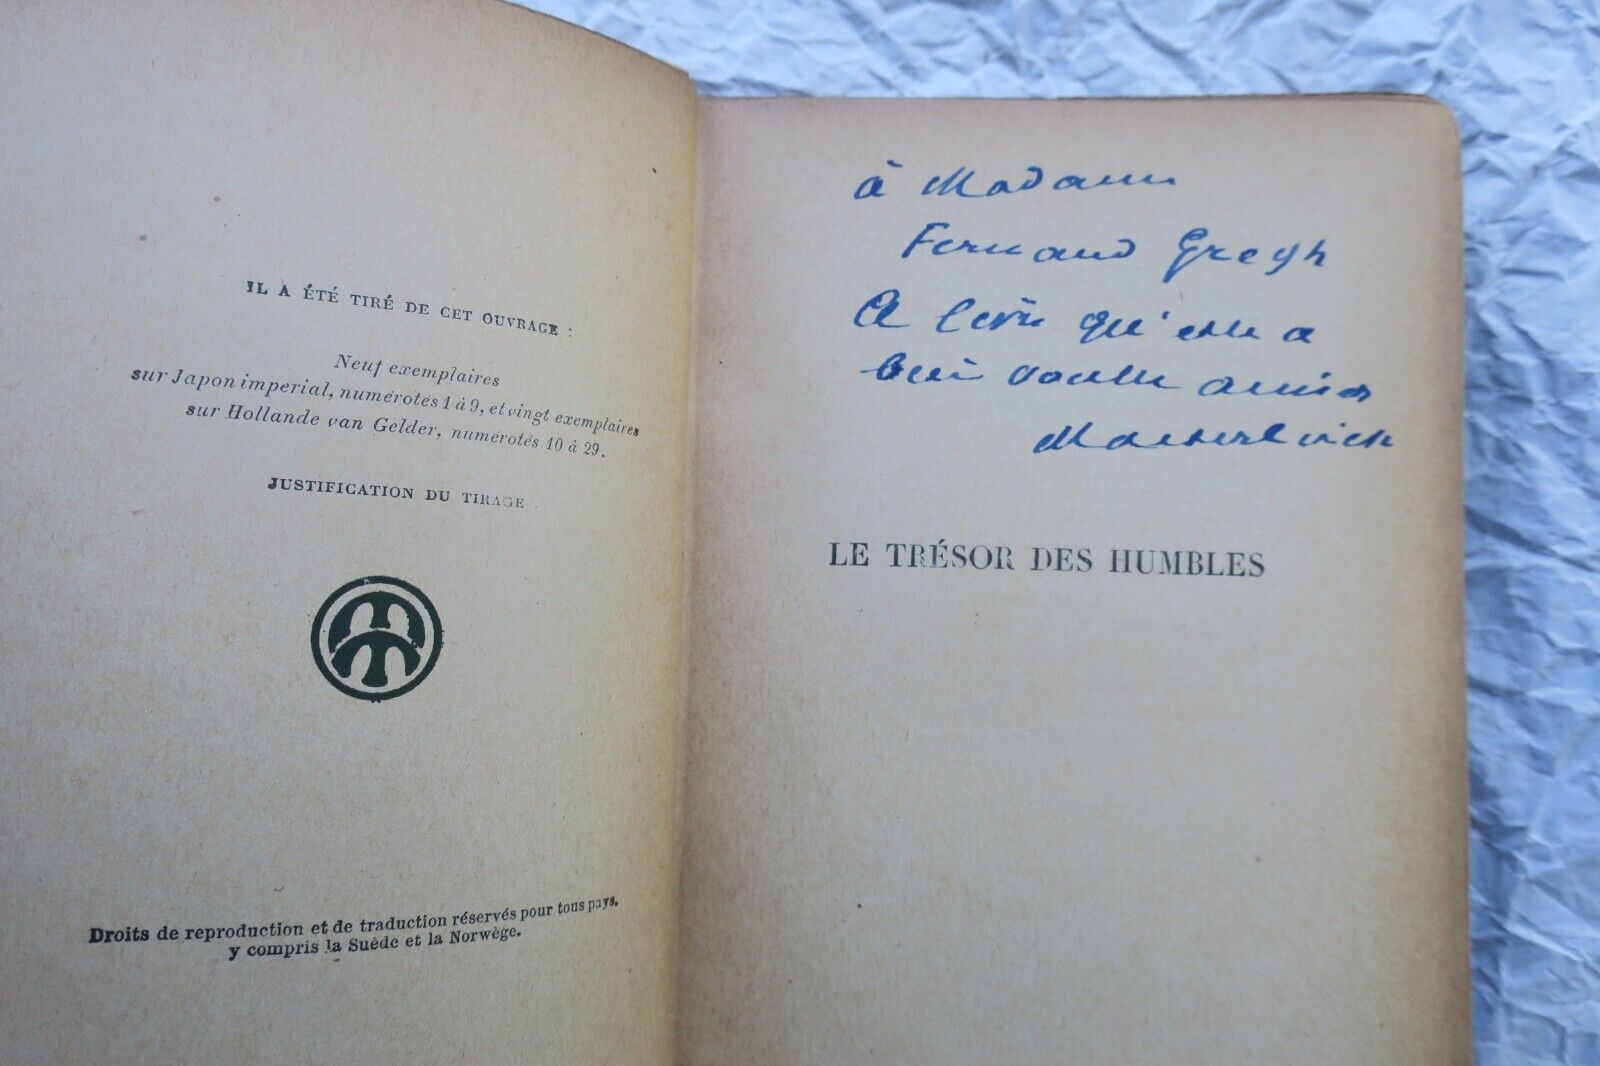 IL A ÉTÉ TIRÉ DE CET OUVRAGE :
Neuf exemplaires
sur Japon imperial, numérotés 1 à 9, et vingt exemplaires
sur Hollande van Gelder, numérotés 10 à 29.
JUSTIFICATION DU TIRAGE
Droits de reproduction et de traduction réservés pour tous pays,
y compris la Suède et la Norwège.
à Madame
Fernand Gregh
Ce livre qu'elle a
bien voulu aimer
Maeterlinck
LE TRÉSOR DES HUMBLES